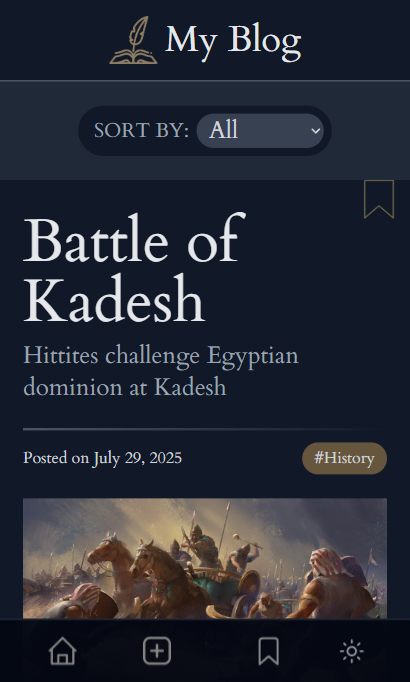 My Blog
SORT BY: All
Battle of
Kadesh
Hittites challenge Egyptian
dominion at Kadesh
Posted on July 29, 2025 #History